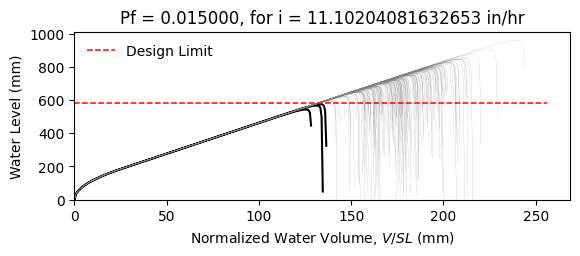 Pf = 0.015000, for i = 11.10204081632653 in/hr
1000
800
600
400
200
0
Water Level (mm)
Design Limit
0 50 100 150 200 250
Normalized Water Volume, V/SL (mm)